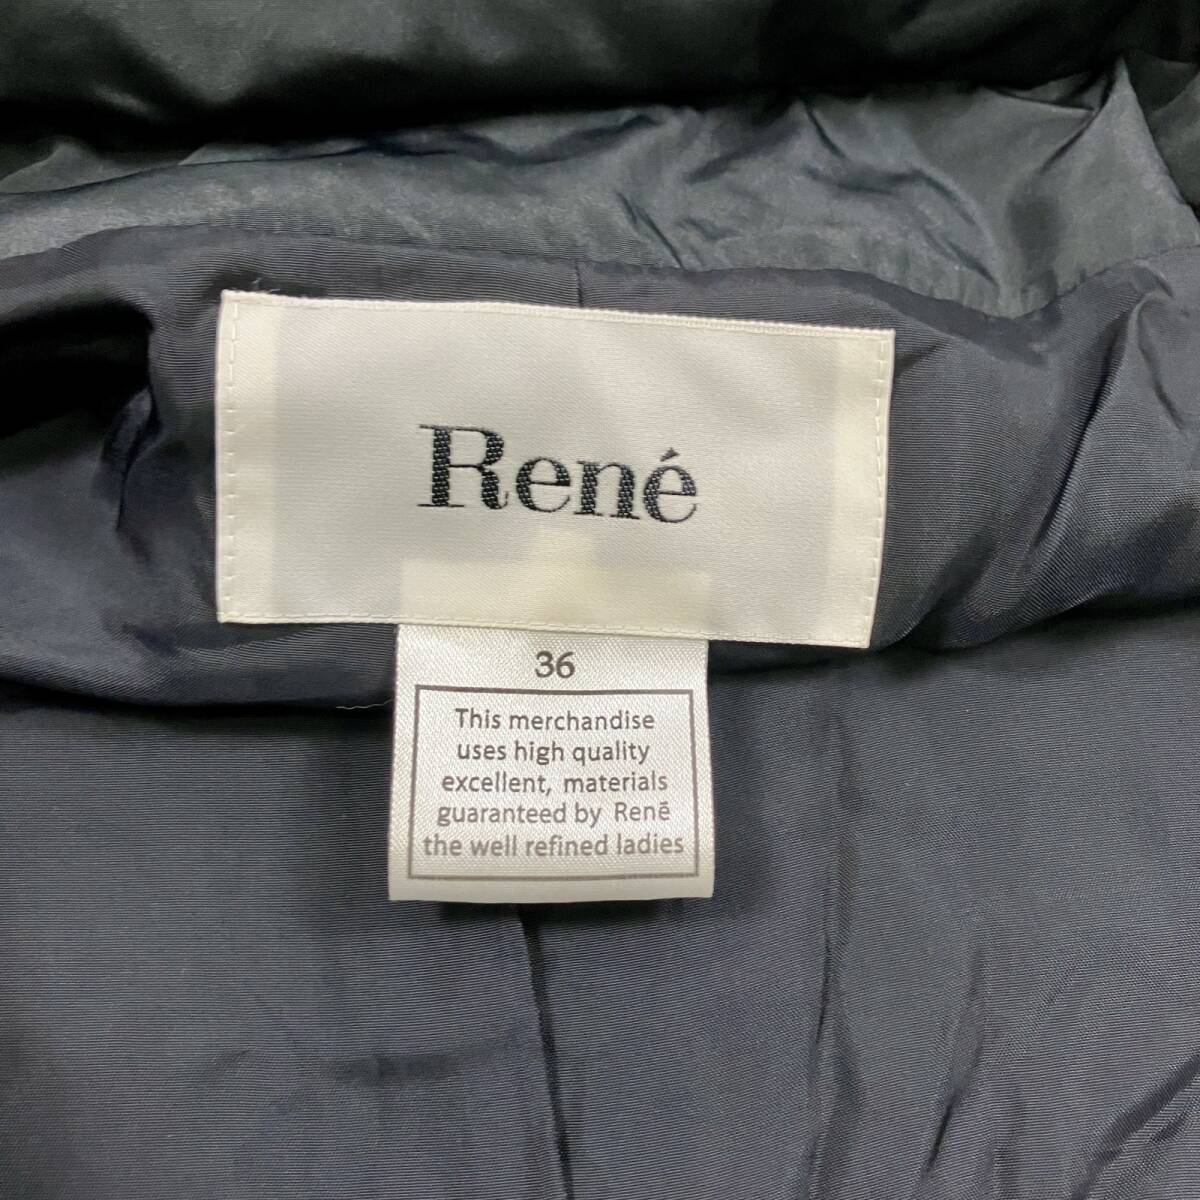 René
36
This merchandise
uses high quality
excellent, materials
guaranteed by René
the well refined ladies